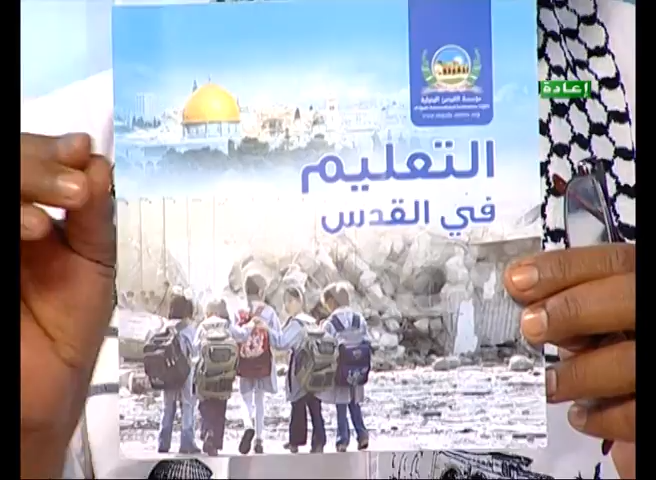 إعادة
مؤسسة القدس الدولية
التعليم
في القدس